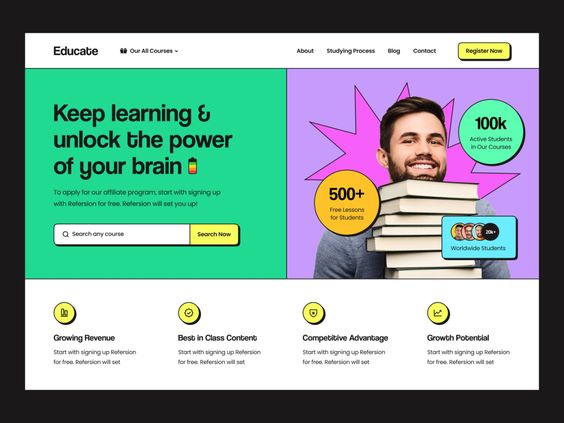 Educate
Our All Courses
About
Studying Process
Blog
Contact
Register Now
Keep learning &
unlock the power
of your brain
To apply for our affiliate program, start with signing up
with Refersion for free. Refersion will set you up!
Search any course
Search Now
100k
Active Students
in Our Courses
500+
Free Lessons
for Students
20k+
Worldwide Students
Growing Revenue
Start with signing up Refersion
for free. Refersion will set
Best in Class Content
Start with signing up Refersion
for free. Refersion will set
Competitive Advantage
Start with signing up Refersion
for free. Refersion will set
Growth Potential
Start with signing up Refersion
for free. Refersion will set